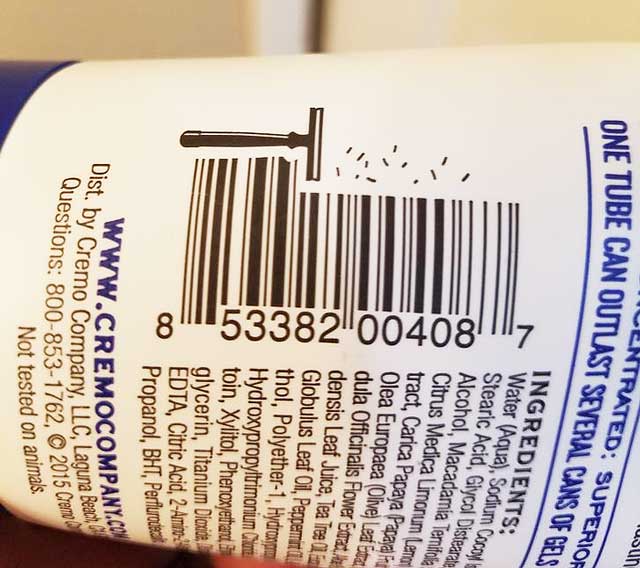 CONCENTRATED: SUPERIOR
ONE TUBE CAN OUTLAST SEVERAL CANS OF GELS
8 53382 00408 7
INGREDIENTS:
Water (Aqua), Sodium
Stearic Acid, Glycol
Alcohol, Macadamia Ternifolia
Citrus Medica Limonum (Lemon
tract, Carica Papaya (Papaya) Fr
Olea Europaea (Olive) Leaf
dula Officinalis Flower Extract,
densis Leaf Juice, Tea Tree Oil,
Globulus Leaf Oil, Peppermint
thol, Polyether-1,
Hydroxypropyltrimonium
toin, Xylitol, Phenoxyethanol,
glycerin, Titanium Dioxide,
EDTA, Citric Acid, 2-Amino-
Propanol, BHT,
WWW.CREMOCOMPANY.CO
Dist. by Cremo Company, LLC, Laguna Beach,
Questions: 800-853-1762, © 2015 Cremo
Not tested on animals.